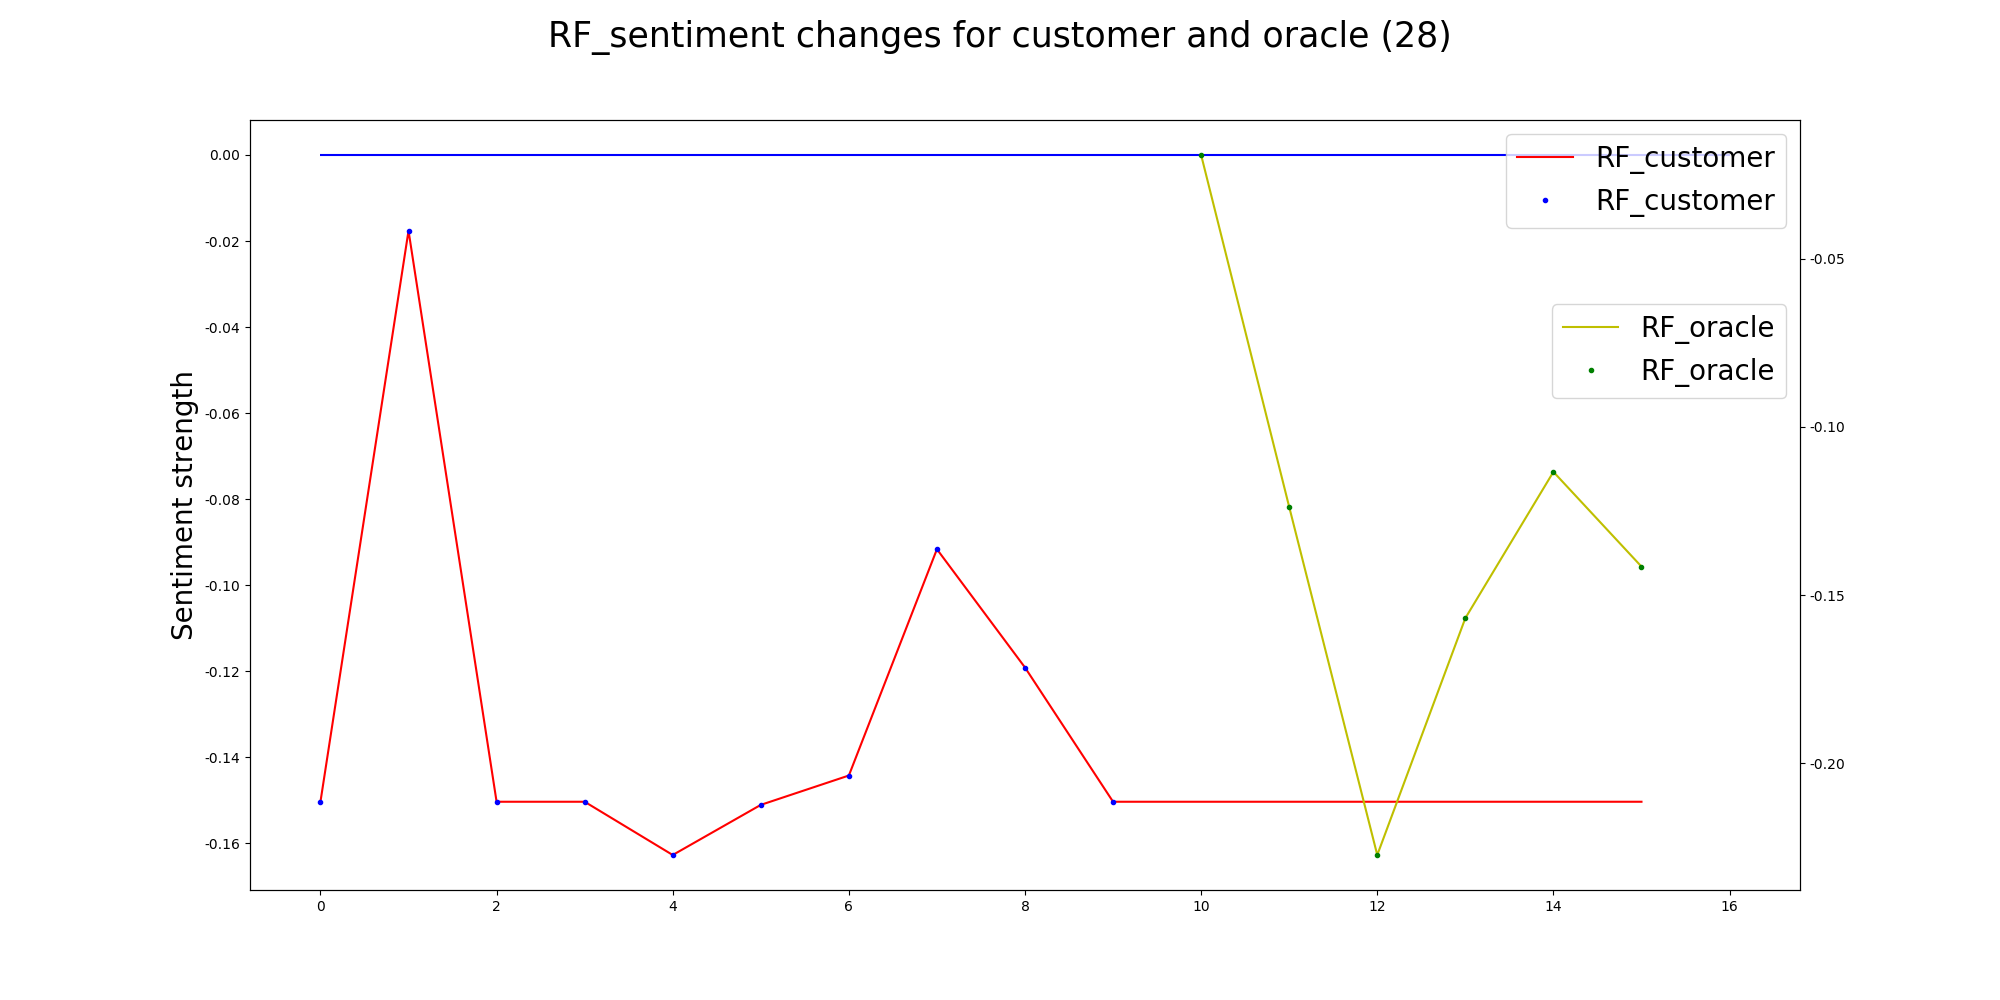 RF_sentiment changes for customer and oracle (28)
Sentiment strength
0.00
-0.02
-0.04
-0.06
-0.08
-0.10
-0.12
-0.14
-0.16
RF_customer
RF_customer
RF_oracle
RF_oracle
-0.05
-0.10
-0.15
-0.20
0 2 4 6 8 10 12 14 16